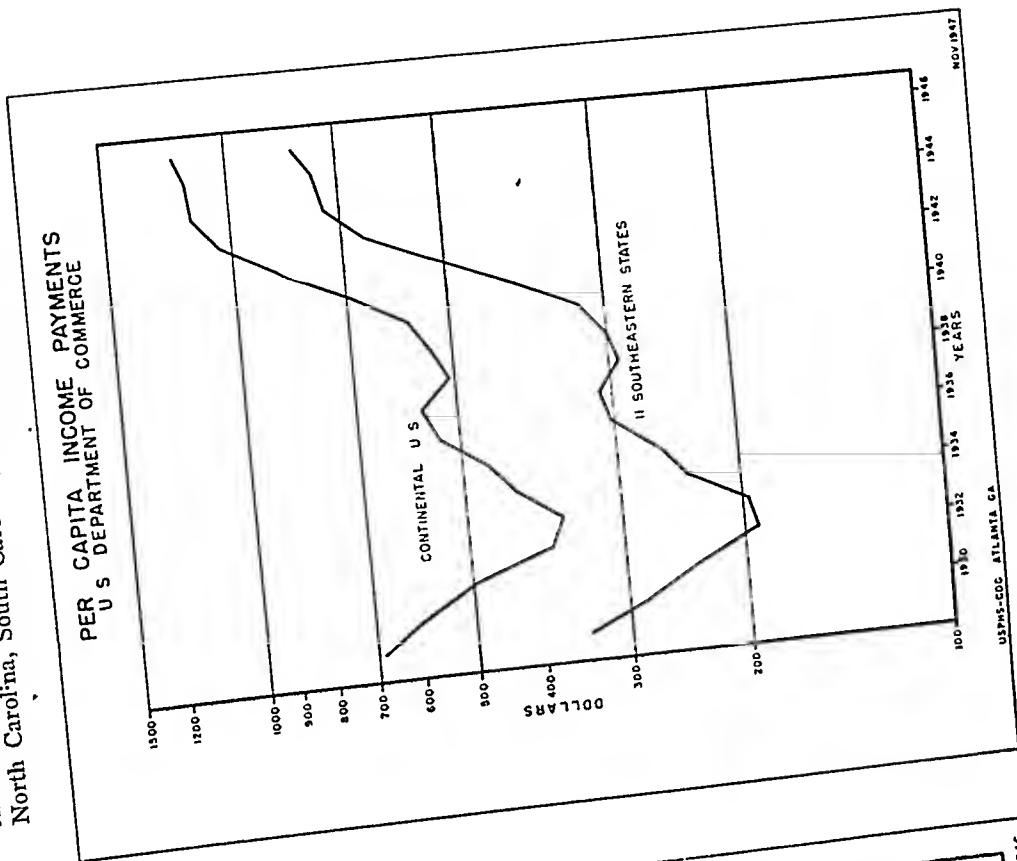 North Carolina, South
PER CAPITA INCOME PAYMENTS
U S DEPARTMENT OF COMMERCE
1500
1200
1000
900
800
700
600
500
400
300
200
100
DOLLARS
CONTINENTAL U S
11 SOUTHEASTERN STATES
1930
1932
1934
1936
1938
1940
1942
1944
1946
YEARS
USPHS-CDC ATLANTA GA
NOV 1947